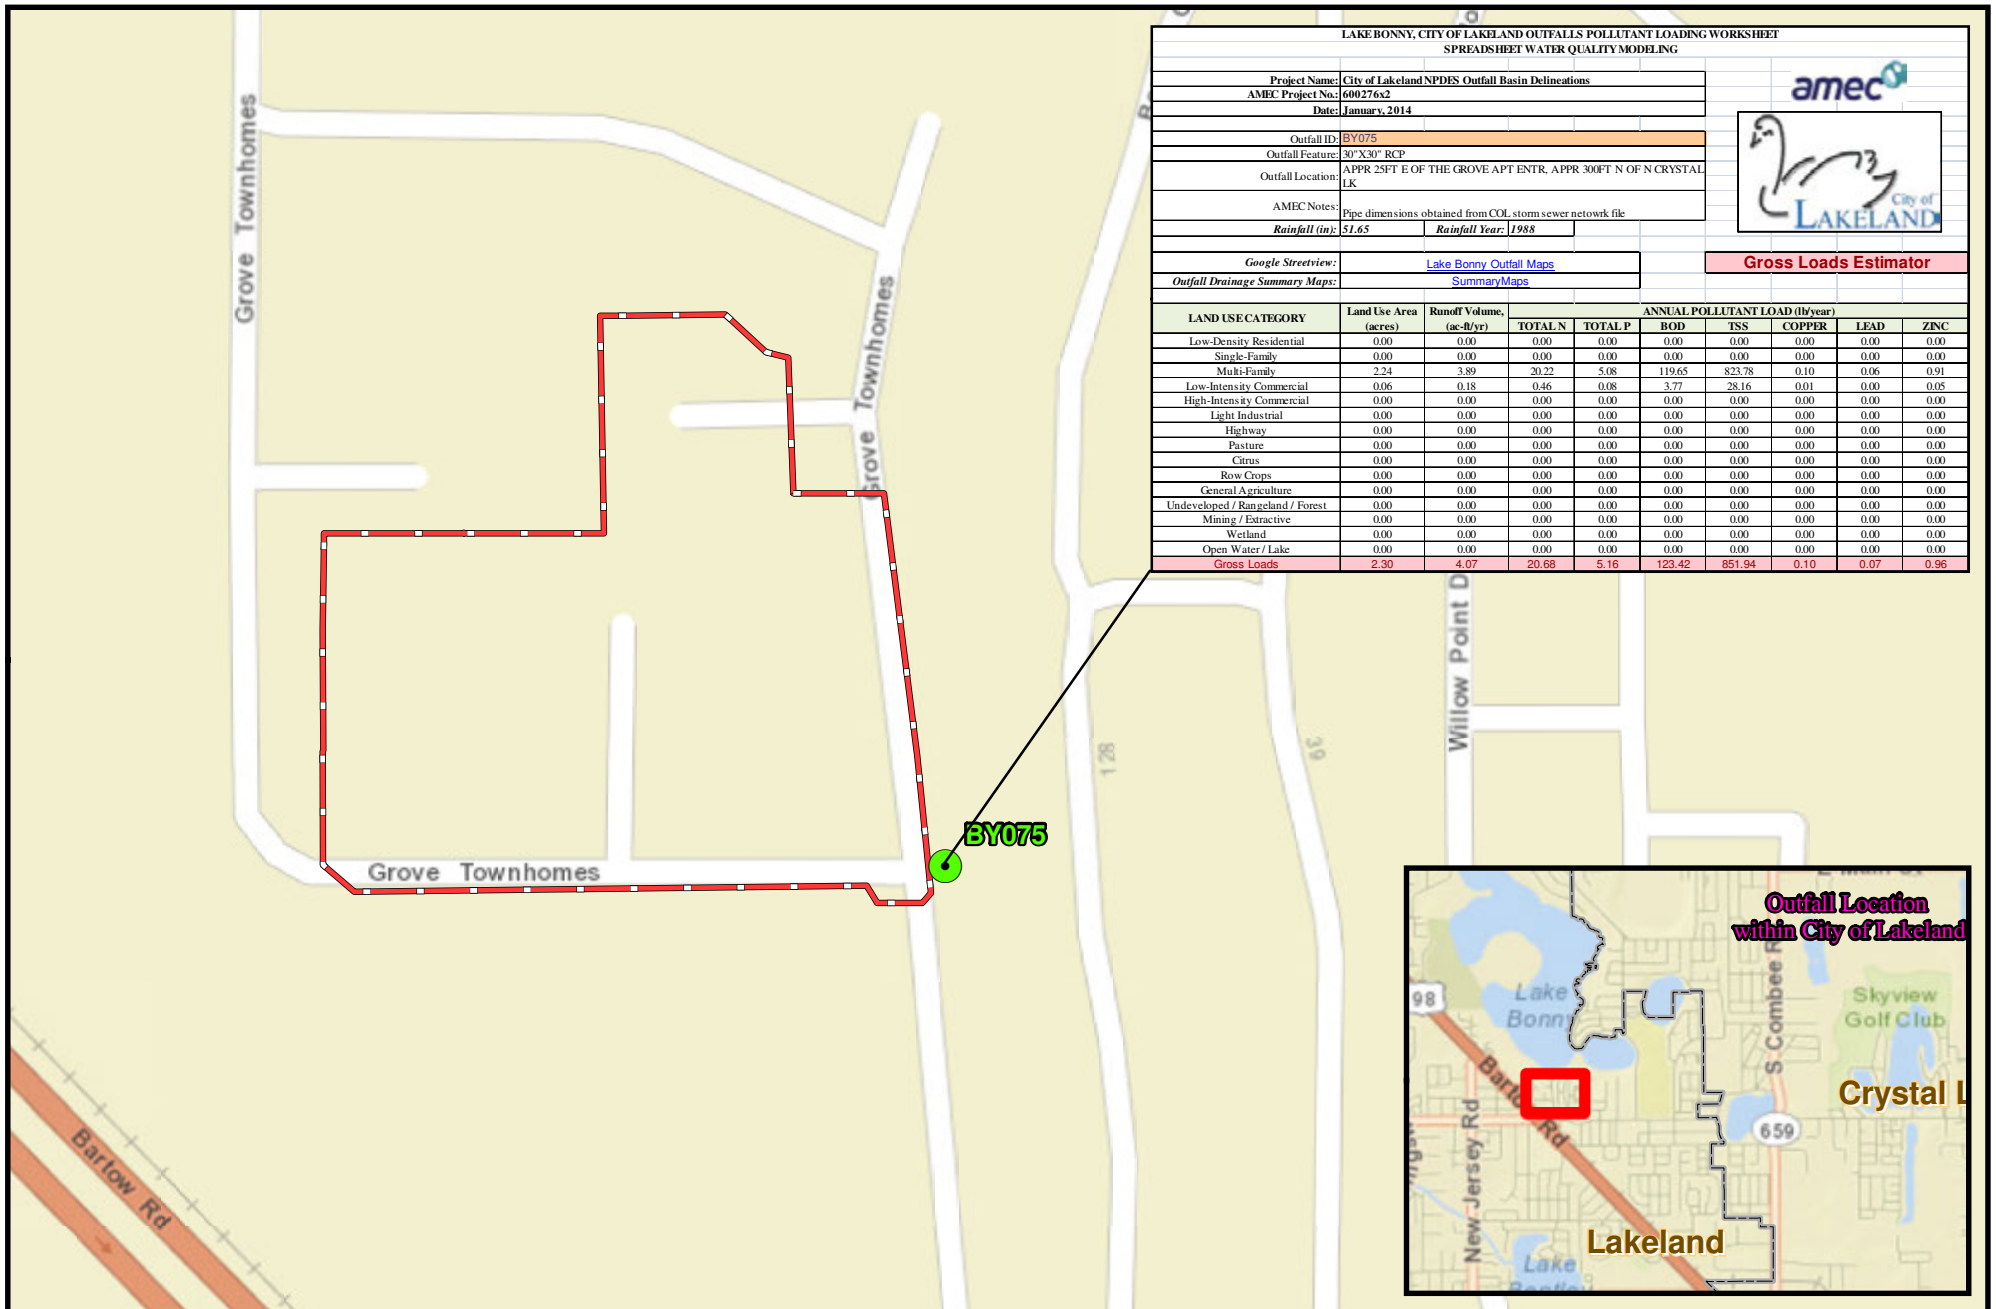 LAKE BONNY, CITY OF LAKELAND OUTFALLS POLLUTANT LOADING WORKSHEET
SPREADSHEET WATER QUALITY MODELING
Project Name: City of Lakeland NPDES Outfall Basin Delineations
AMEC Project No.: 600276x2
Date: January, 2014
amec
Outfall ID: BY075
Outfall Feature: 30"X30" RCP
Outfall Location: APPR 25FT E OF THE GROVE APT ENTR, APPR 300FT N OF N CRYSTAL
LK
AMEC Notes: Pipe dimensions obtained from COL storm sewer netowrk file
City of
LAKELAND
Rainfall (in): 51.65 Rainfall Year: 1988
Google Streetview: Lake Bonny Outfall Maps
Gross Loads Estimator
Outfall Drainage Summary Maps: SummaryMaps
LAND USE CATEGORY Land Use Area Runoff Volume, ANNUAL POLLUTANT LOAD (lb/year)
(acres) (ac-ft/yr) TOTAL N TOTAL P BOD TSS COPPER LEAD ZINC
Low-Density Residential 0.00 0.00 0.00 0.00 0.00 0.00 0.00 0.00 0.00
Single-Family 0.00 0.00 0.00 0.00 0.00 0.00 0.00 0.00 0.00
Multi-Family 2.24 3.89 20.22 5.08 119.65 823.78 0.10 0.06 0.91
Low-Intensity Commercial 0.06 0.18 0.46 0.08 3.77 28.16 0.01 0.00 0.05
High-Intensity Commercial 0.00 0.00 0.00 0.00 0.00 0.00 0.00 0.00 0.00
Light Industrial 0.00 0.00 0.00 0.00 0.00 0.00 0.00 0.00 0.00
Highway 0.00 0.00 0.00 0.00 0.00 0.00 0.00 0.00 0.00
Pasture 0.00 0.00 0.00 0.00 0.00 0.00 0.00 0.00 0.00
Citrus 0.00 0.00 0.00 0.00 0.00 0.00 0.00 0.00 0.00
Row Crops 0.00 0.00 0.00 0.00 0.00 0.00 0.00 0.00 0.00
General Agriculture 0.00 0.00 0.00 0.00 0.00 0.00 0.00 0.00 0.00
Undeveloped / Rangeland / Forest 0.00 0.00 0.00 0.00 0.00 0.00 0.00 0.00 0.00
Mining / Extractive 0.00 0.00 0.00 0.00 0.00 0.00 0.00 0.00 0.00
Wetland 0.00 0.00 0.00 0.00 0.00 0.00 0.00 0.00 0.00
Open Water / Lake 0.00 0.00 0.00 0.00 0.00 0.00 0.00 0.00 0.00
Gross Loads 2.30 4.07 20.68 5.16 123.42 851.94 0.10 0.07 0.96
Grove Townhomes
Grove Townhomes
Willow Point D
128
39
BY075
Grove Townhomes
Bartow Rd
Outfall Location
within City of Lakeland
98
Lake
Bonny
S Combee R
Skyview
Golf Club
Bartow Rd
Crystal L
659
New Jersey Rd
Lakeland
Lake
Bentley